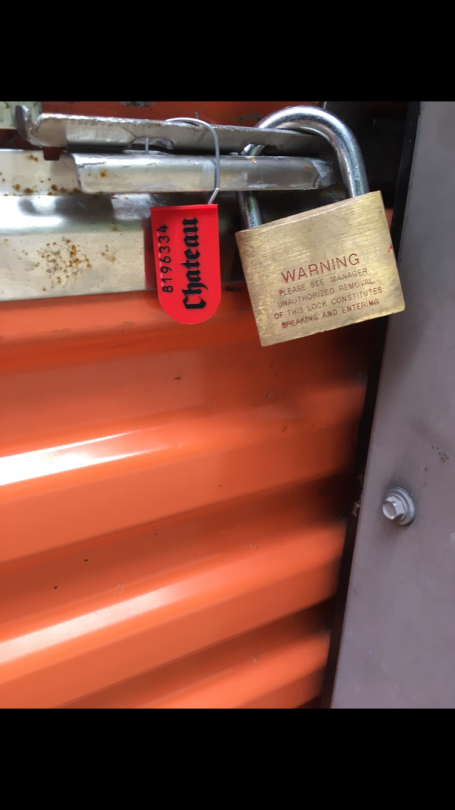 8196334
Chateau
WARNING
PLEASE SEE MANAGER
UNAUTHORIZED REMOVAL
OF THIS LOCK CONSTITUTES
BREAKING AND ENTERING